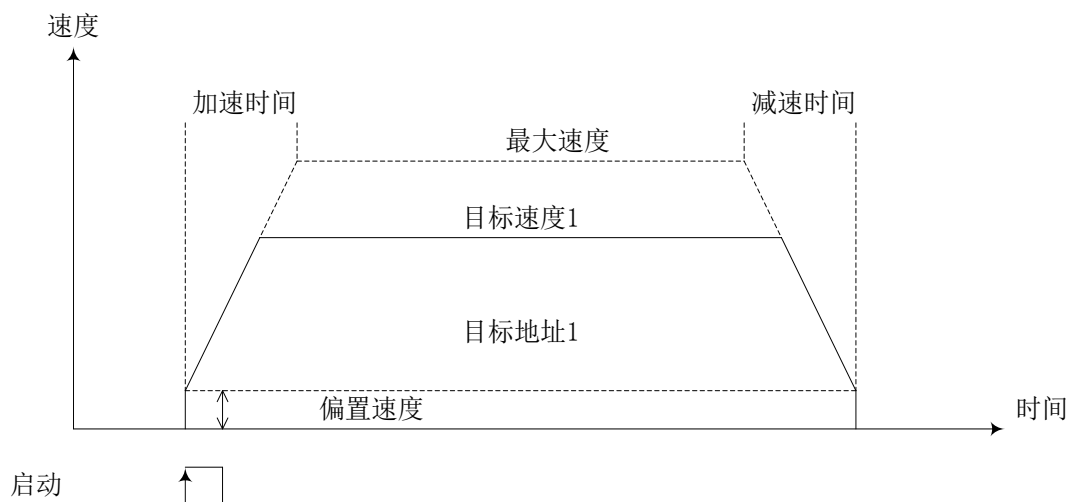 速度
加速时间
减速时间
最大速度
目标速度1
目标地址1
偏置速度
时间
启动